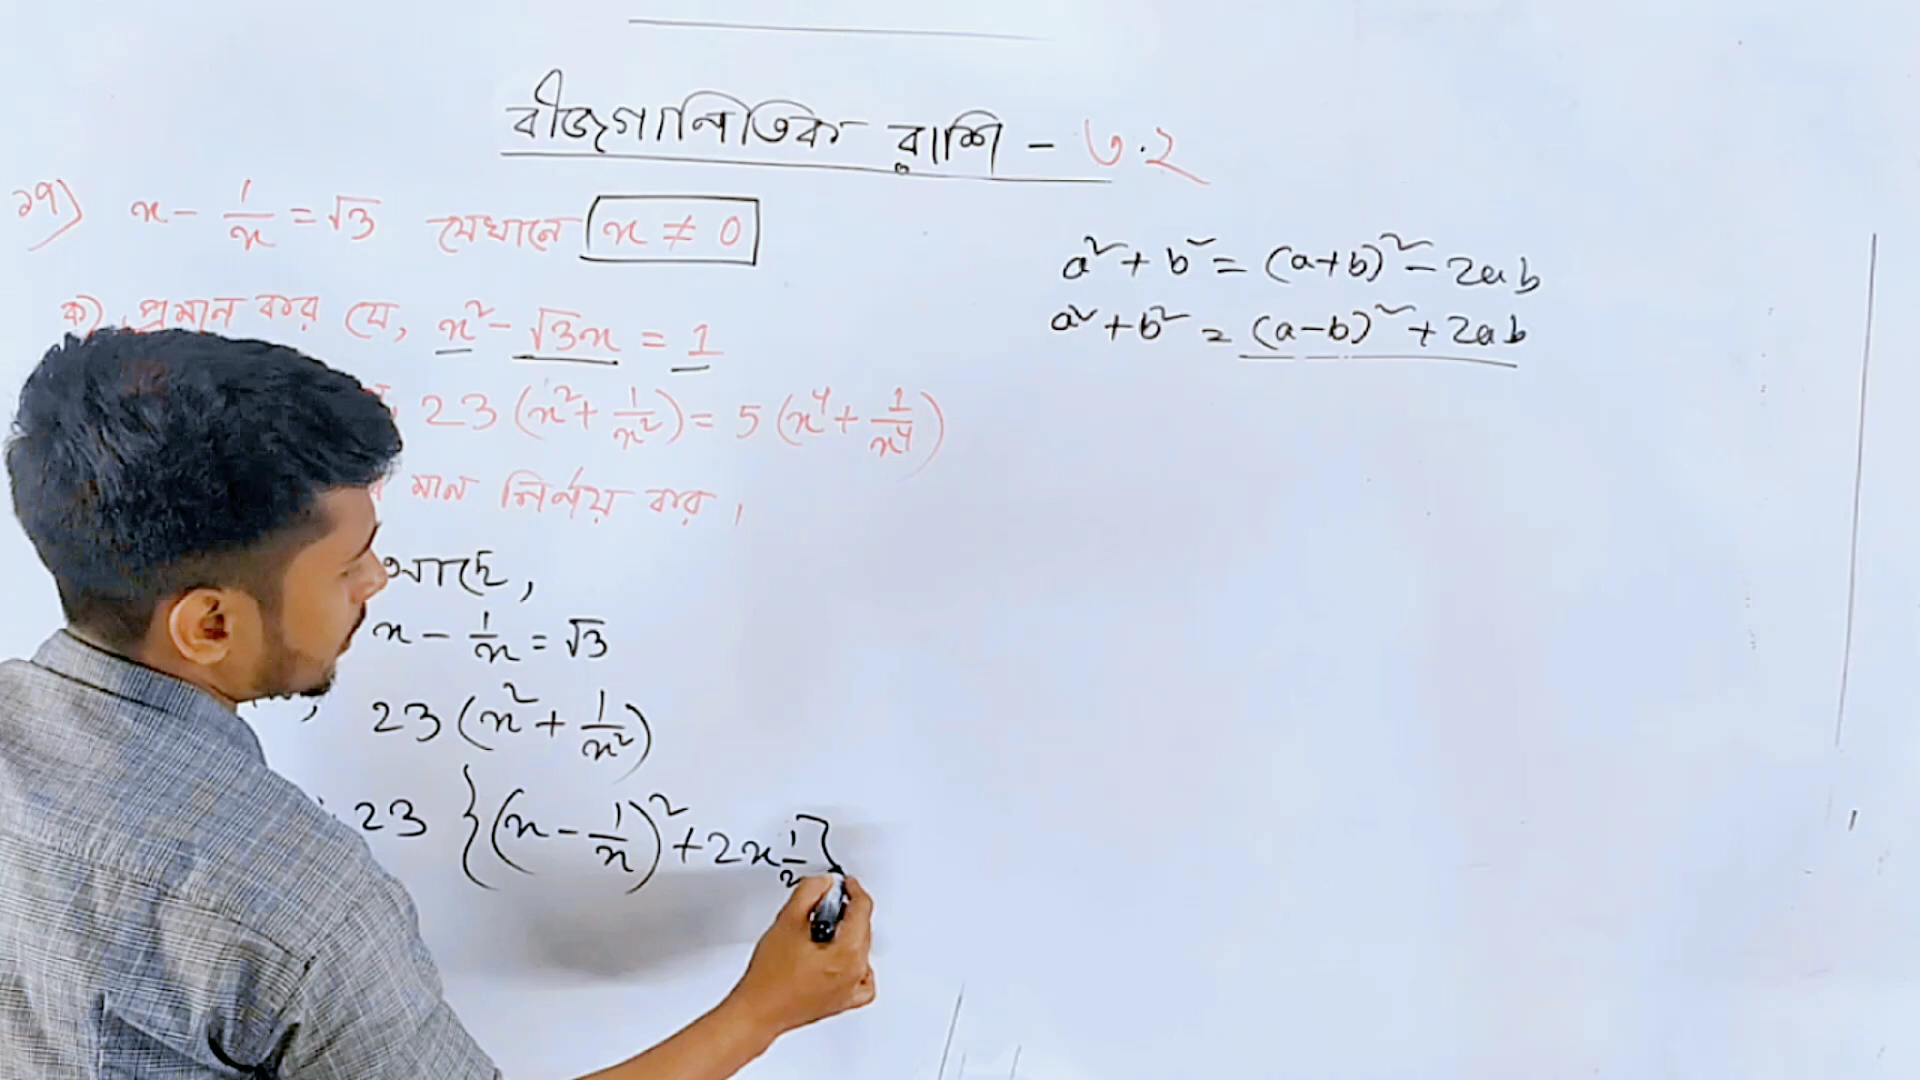 বীজগানিতিক রাশি - ৩.২
১৭) x - 1/x = √3 যেখানে x ≠ 0
ক) প্রমান কর যে, x² - √3x = 1
23 (x² + 1/x²) = 5 (x⁴ + 1/x⁴)
মান নির্ণয় কর ।
আছে,
x - 1/x = √3
, 23 (x² + 1/x²)
23 {(x - 1/x)² + 2x 1/x}
a² + b² = (a+b)² - 2ab
a² + b² = (a-b)² + 2ab